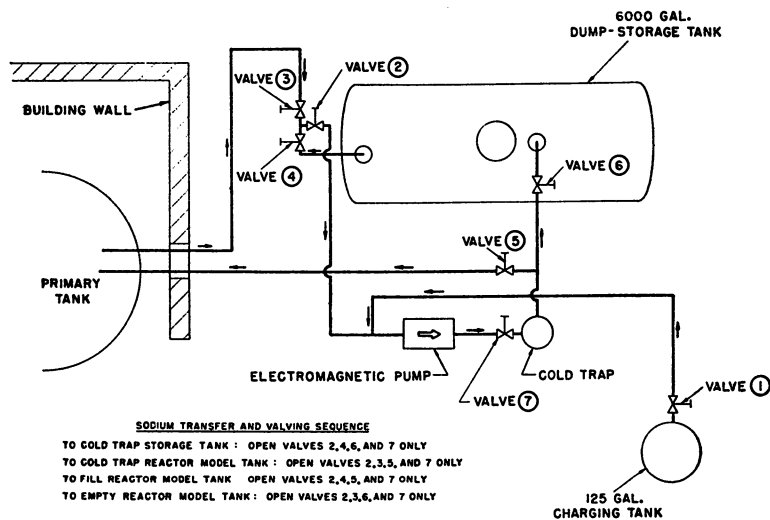 6000 GAL.
DUMP-STORAGE TANK
VALVE ③
VALVE ②
BUILDING WALL
VALVE ④
VALVE ⑥
VALVE ⑤
PRIMARY
TANK
ELECTROMAGNETIC PUMP
COLD TRAP
VALVE ⑦
VALVE ①
SODIUM TRANSFER AND VALVING SEQUENCE
TO COLD TRAP STORAGE TANK : OPEN VALVES 2,4,6, AND 7 ONLY
TO COLD TRAP REACTOR MODEL TANK : OPEN VALVES 2,3,5, AND 7 ONLY
TO FILL REACTOR MODEL TANK OPEN VALVES 2,4,5, AND 7 ONLY
TO EMPTY REACTOR MODEL TANK : OPEN VALVES 2,3,6, AND 7 ONLY
125 GAL.
CHARGING TANK